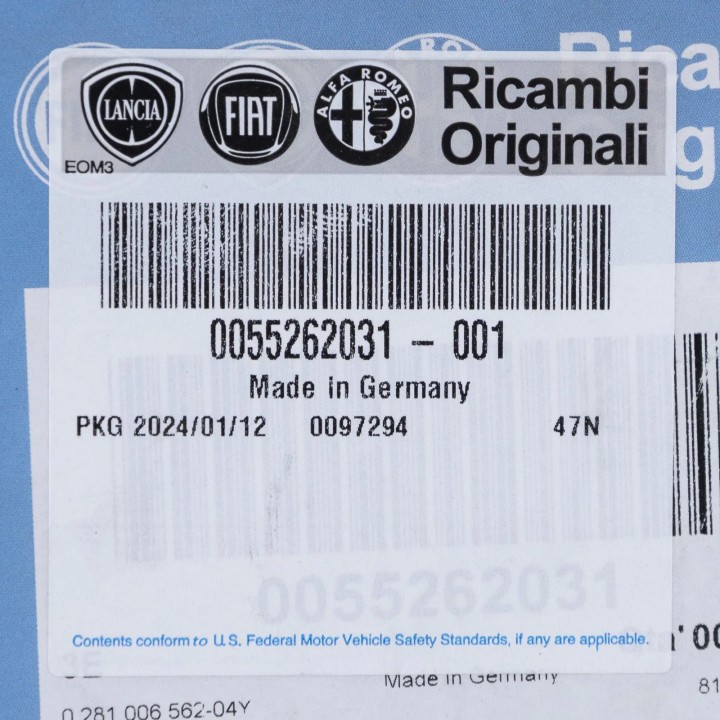 LANCIA
FIAT
ALFA ROMEO
Ricambi
Originali
EOM3
0055262031 - 001
Made in Germany
PKG 2024/01/12 0097294 47N
0055262031
Contents conform to U.S. Federal Motor Vehicle Safety Standards, if any are applicable.
Made in Germany
0 281 006 562-04Y